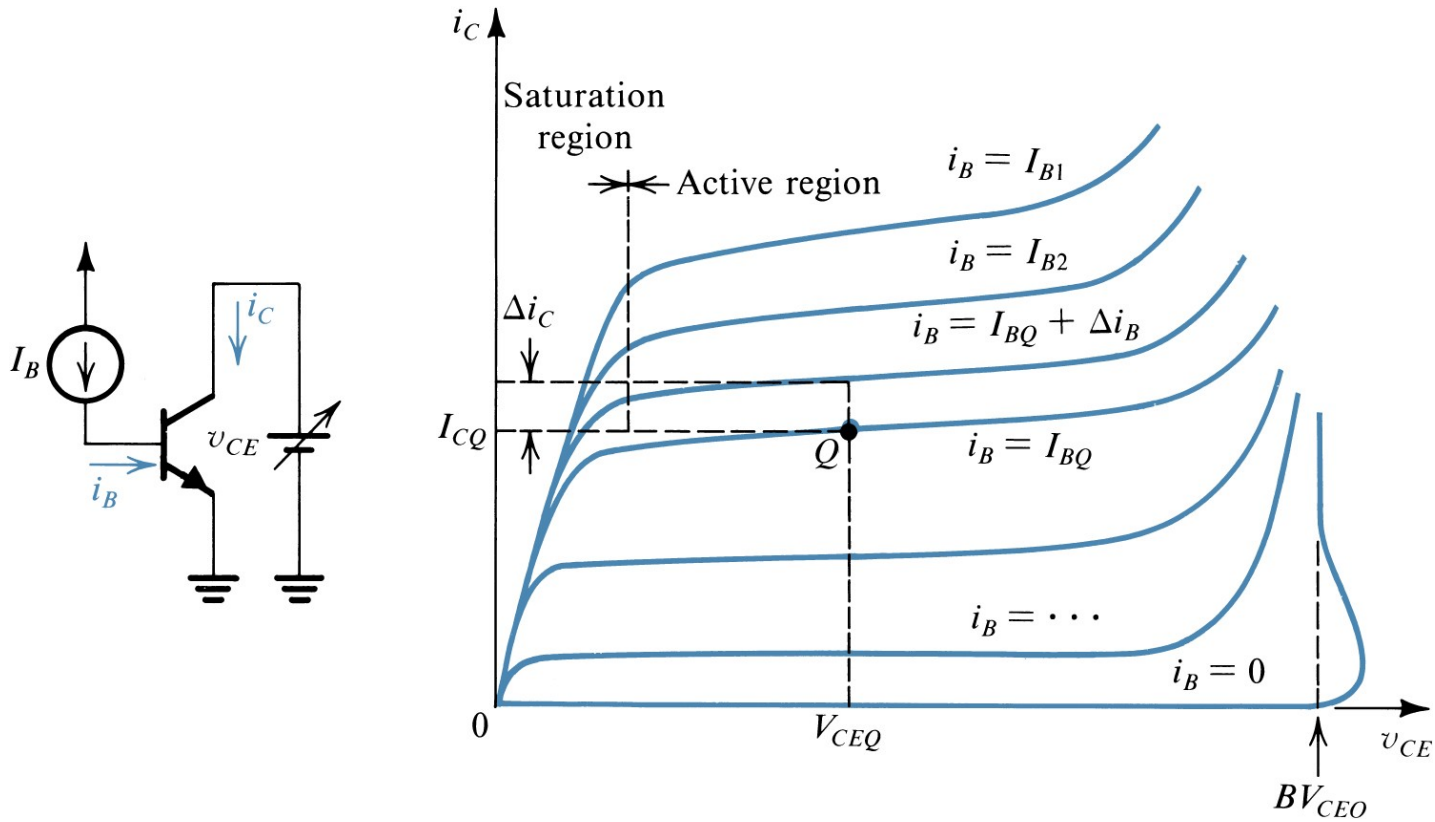 I_B
i_C
v_CE
i_B
i_C
Saturation
region
Active region
Δi_C
I_CQ
i_B = I_B1
i_B = I_B2
i_B = I_BQ + Δi_B
Q
i_B = I_BQ
i_B = · · ·
i_B = 0
0
V_CEQ
v_CE
BV_CEO